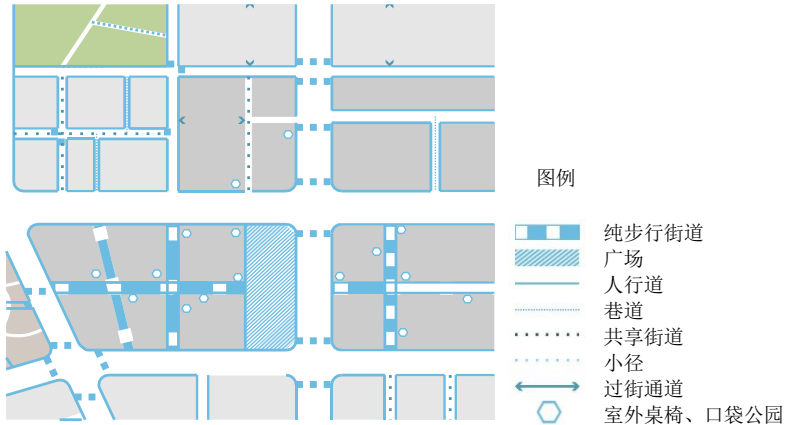 图例
纯步行街道
广场
人行道
巷道
共享街道
小径
过街通道
室外桌椅、口袋公园